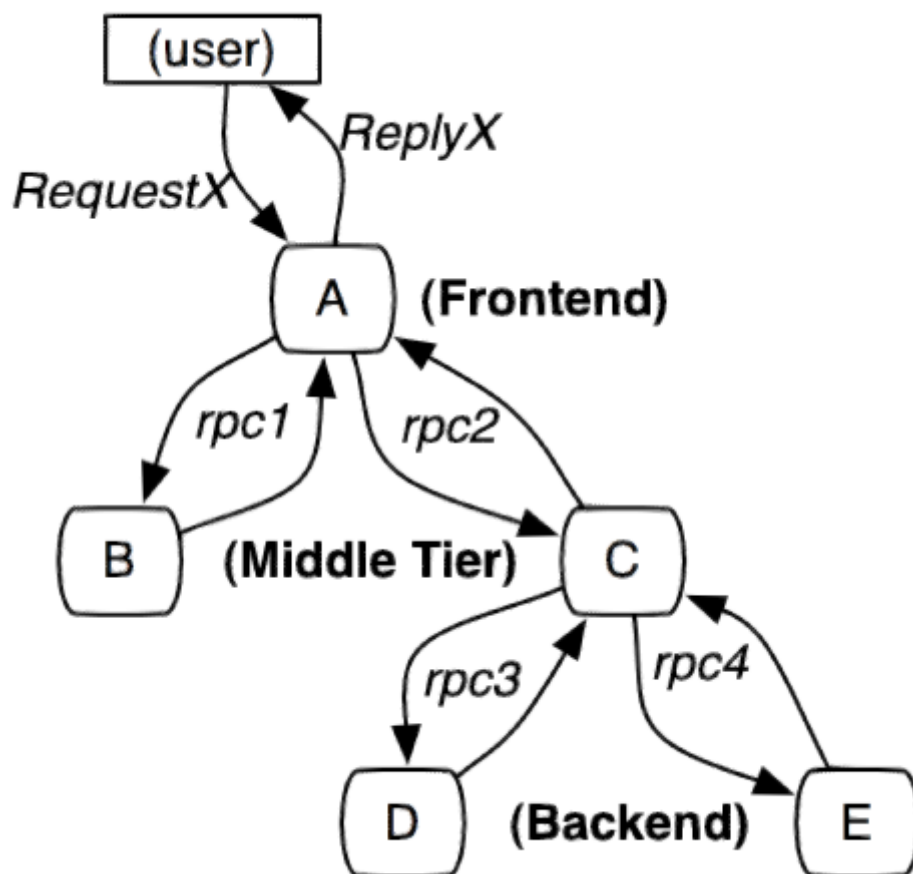 (user)
ReplyX
RequestX
A
(Frontend)
rpc1
rpc2
B
(Middle Tier)
C
rpc3
rpc4
D
(Backend)
E